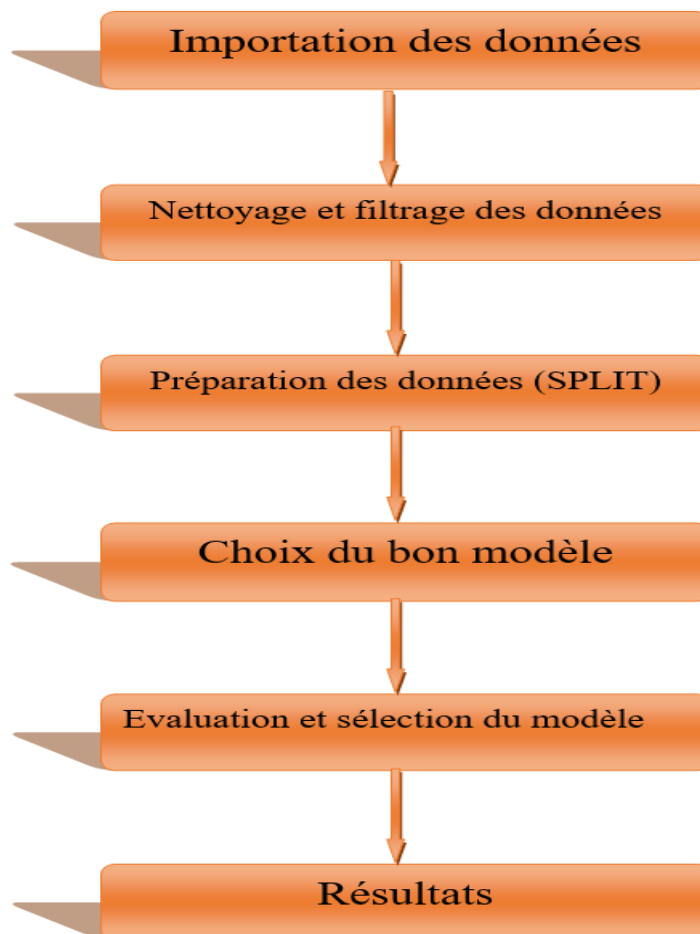 Importation des données
Nettoyage et filtrage des données
Préparation des données (SPLIT)
Choix du bon modèle
Evaluation et sélection du modèle
Résultats